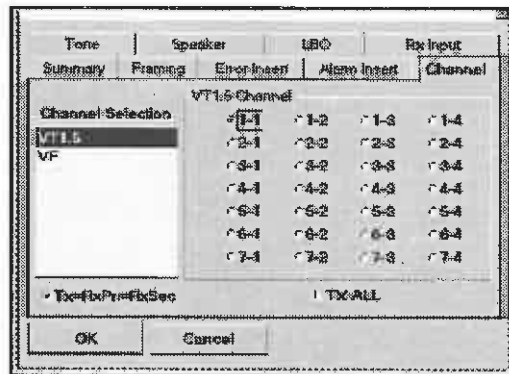 Tone Speaker LBO Rx Input
Summary Framing Error Insert Alarm Insert Channel
Channel Selection
VT1.5
VF
VT1.5 Channel
1-1 1-2 1-3 1-4
2-1 2-2 2-3 2-4
3-1 3-2 3-3 3-4
4-1 4-2 4-3 4-4
5-1 5-2 5-3 5-4
6-1 6-2 6-3 6-4
7-1 7-2 7-3 7-4
Tx=RxPri=RxSec TX-ALL
OK Cancel